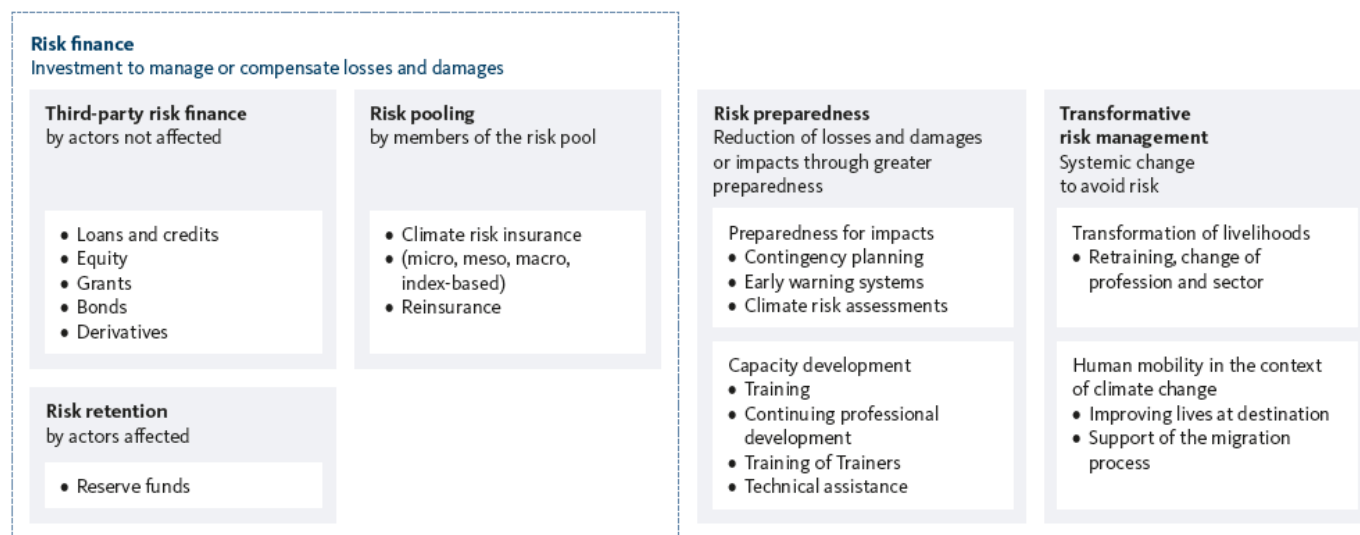 Risk finance
Investment to manage or compensate losses and damages
Third-party risk finance
by actors not affected
• Loans and credits
• Equity
• Grants
• Bonds
• Derivatives
Risk pooling
by members of the risk pool
• Climate risk insurance
• (micro, meso, macro,
index-based)
• Reinsurance
Risk retention
by actors affected
• Reserve funds
Risk preparedness
Reduction of losses and damages
or impacts through greater
preparedness
Preparedness for impacts
• Contingency planning
• Early warning systems
• Climate risk assessments
Capacity development
• Training
• Continuing professional
development
• Training of Trainers
• Technical assistance
Transformative
risk management
Systemic change
to avoid risk
Transformation of livelihoods
• Retraining, change of
profession and sector
Human mobility in the context
of climate change
• Improving lives at destination
• Support of the migration
process